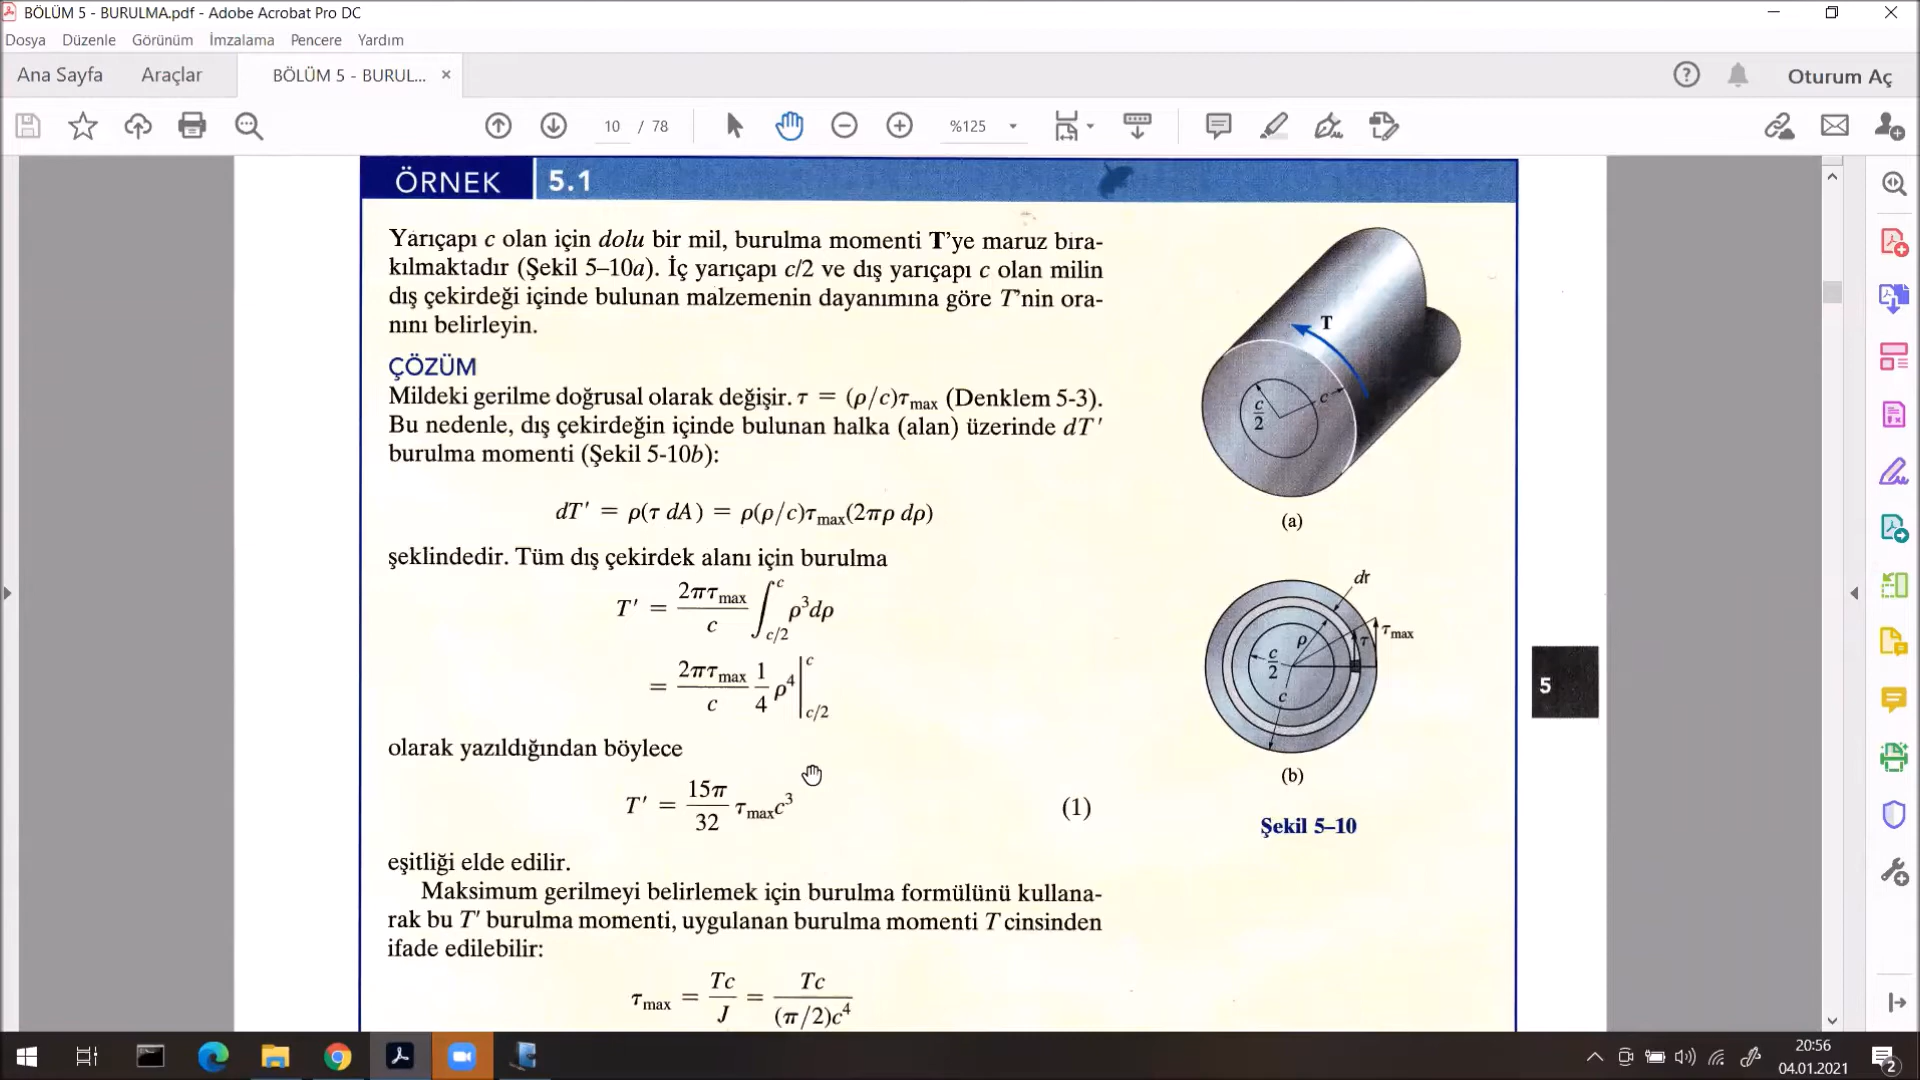 BÖLÜM 5 - BURULMA.pdf - Adobe Acrobat Pro DC
Dosya Düzenle Görünüm İmzalama Pencere Yardım
Ana Sayfa Araçlar BÖLÜM 5 - BURUL... × Oturum Aç
10 / 78 %125
ÖRNEK 5.1
Yarıçapı c olan için dolu bir mil, burulma momenti T'ye maruz bıra-
kılmaktadır (Şekil 5–10a). İç yarıçapı c/2 ve dış yarıçapı c olan milin
dış çekirdeği içinde bulunan malzemenin dayanımına göre T'nin ora-
nını belirleyin.
ÇÖZÜM
Mildeki gerilme doğrusal olarak değişir. τ = (ρ/c)τmax (Denklem 5-3).
Bu nedenle, dış çekirdeğin içinde bulunan halka (alan) üzerinde dT'
burulma momenti (Şekil 5-10b):
dT' = ρ(τ dA) = ρ(ρ/c)τmax(2πρ dρ)
şeklindedir. Tüm dış çekirdek alanı için burulma
T' = 2πτmax/c ∫c/2^c ρ³dρ
= 2πτmax/c 1/4 ρ⁴|c/2^c
olarak yazıldığından böylece
T' = 15π/32 τmaxc³ (1)
eşitliği elde edilir.
Maksimum gerilmeyi belirlemek için burulma formülünü kullana-
rak bu T' burulma momenti, uygulanan burulma momenti T cinsinden
ifade edilebilir:
τmax = Tc/J = Tc/(π/2)c⁴
T
c/2
c
(a)
dr
τmax
τ
ρ
c/2
c
(b)
Şekil 5–10
5
20:56
04.01.2021
2